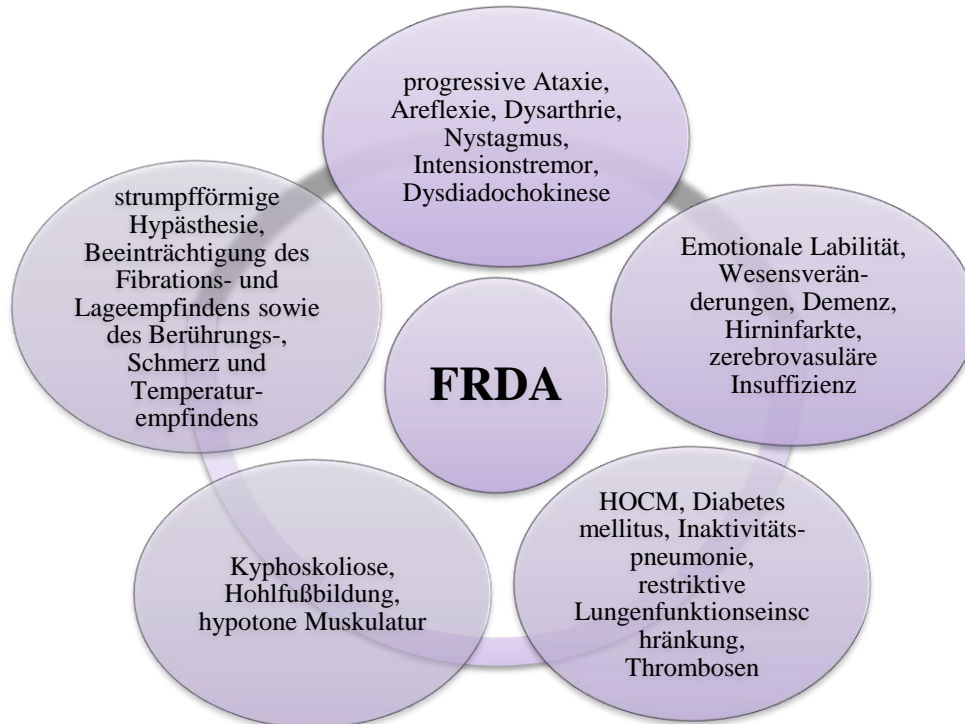 progressive Ataxie,
Areflexie, Dysarthrie,
Nystagmus,
Intensionstremor,
Dysdiadochokinese
strumpfförmige
Hypästhesie,
Beeinträchtigung des
Fibrations- und
Lageempfindens sowie
des Berührungs-,
Schmerz und
Temperatur-
empfindens
Emotionale Labilität,
Wesensverän-
derungen, Demenz,
Hirninfarkte,
zerebrovasuläre
Insuffizienz
FRDA
Kyphoskoliose,
Hohlfußbildung,
hypotone Muskulatur
HOCM, Diabetes
mellitus, Inaktivitäts-
pneumonie,
restriktive
Lungenfunktionseinsc
hränkung,
Thrombosen